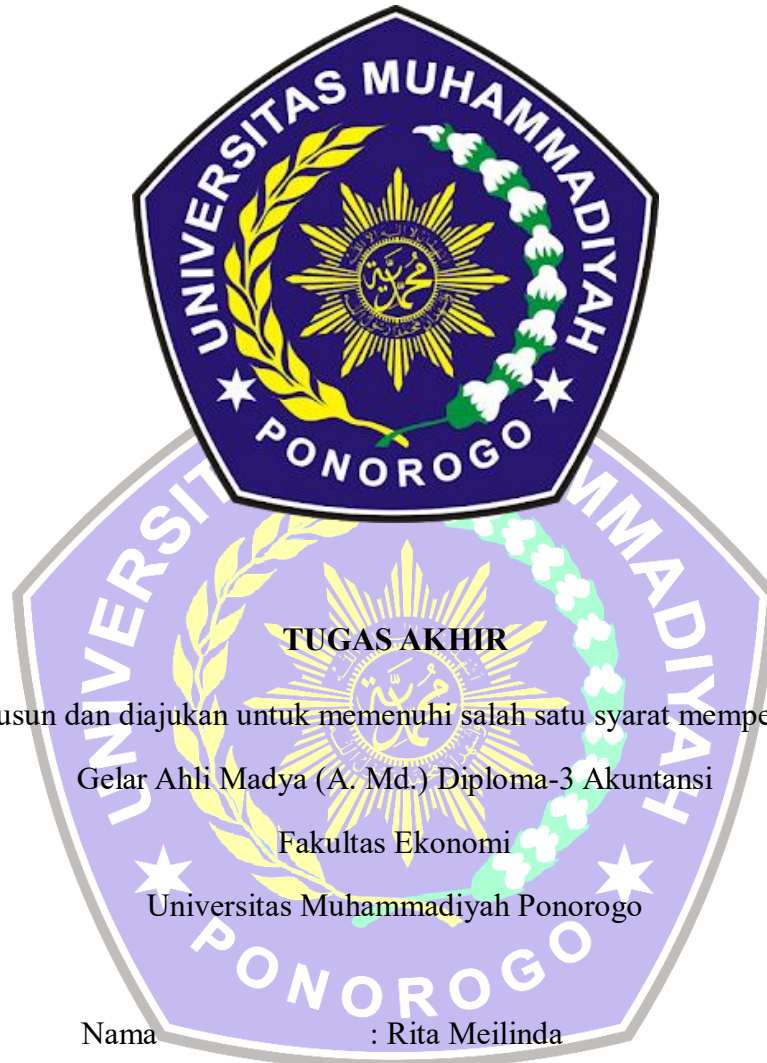 UNIVERSITAS MUHAMMADIYAH
PONOROGO
TUGAS AKHIR
dan diajukan untuk memenuhi salah satu syarat
Gelar Ahli Madya (A. Md.) Diploma-3 Akuntansi
Fakultas Ekonomi
Universitas Muhammadiyah Ponorogo
PONOROGO
Nama : Rita Meilinda